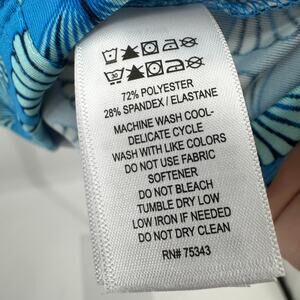 72% POLYESTER
28% SPANDEX / ELASTANE
MACHINE WASH COOL-
DELICATE CYCLE
WASH WITH LIKE COLORS
DO NOT USE FABRIC
SOFTENER
DO NOT BLEACH
TUMBLE DRY LOW
LOW IRON IF NEEDED
DO NOT DRY CLEAN
RN# 75343